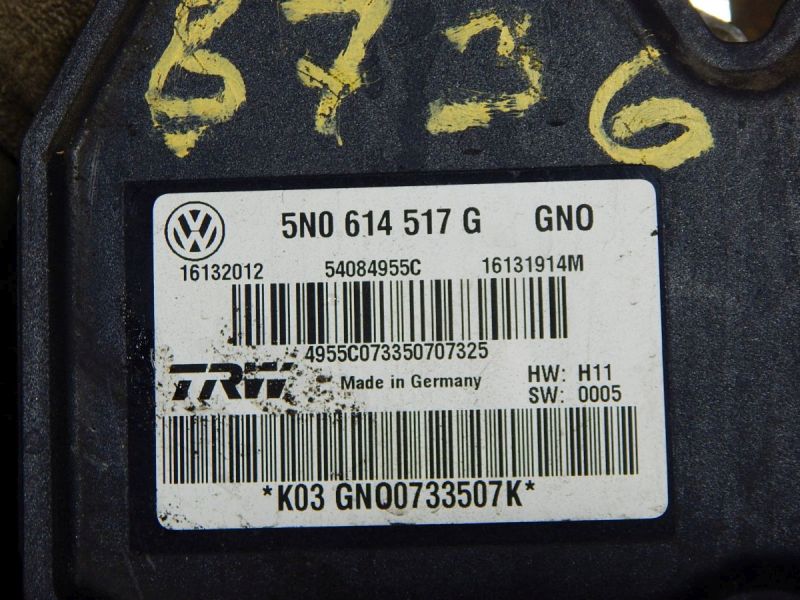 8736
VW 5N0 614 517 G GNO
16132012 54084955C 16131914M
4955C073350707325
TRW Made in Germany HW: H11
SW: 0005
*K03 GNO0733507K*